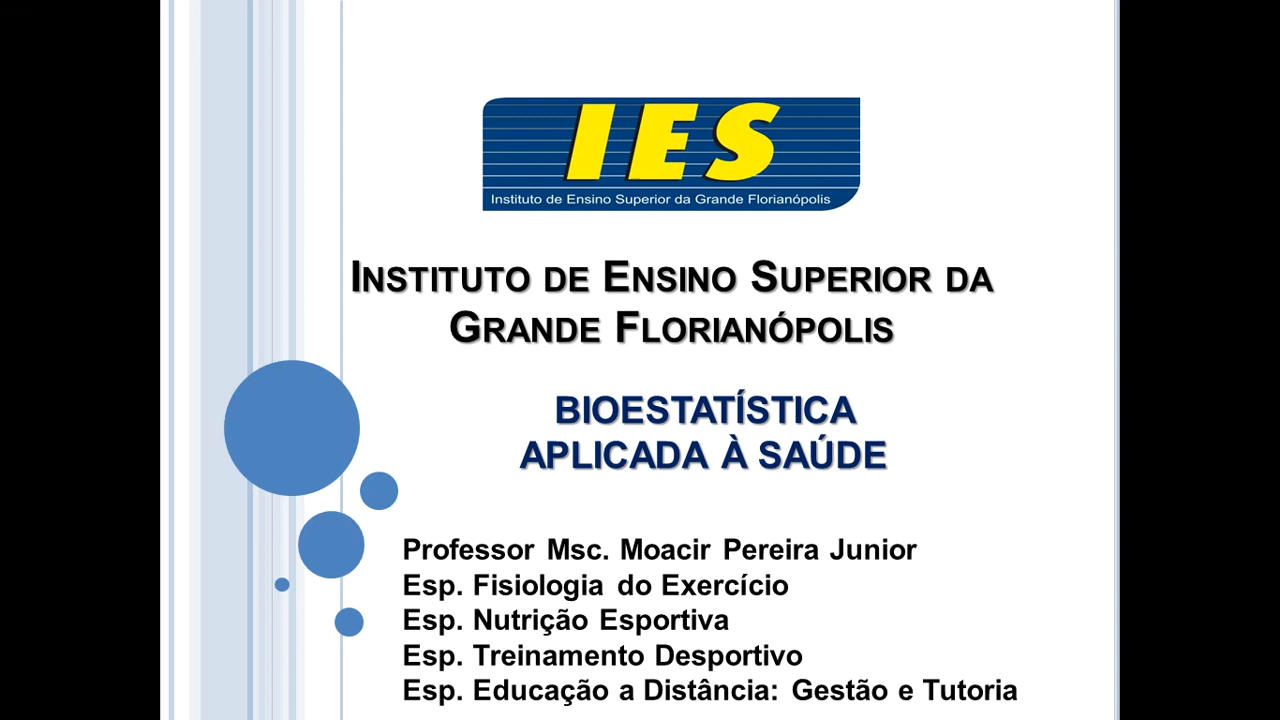 IES
Instituto de Ensino Superior da Grande Florianópolis
INSTITUTO DE ENSINO SUPERIOR DA
GRANDE FLORIANÓPOLIS
BIOESTATÍSTICA
APLICADA À SAÚDE
Professor Msc. Moacir Pereira Junior
Esp. Fisiologia do Exercício
Esp. Nutrição Esportiva
Esp. Treinamento Desportivo
Esp. Educação a Distância: Gestão e Tutoria